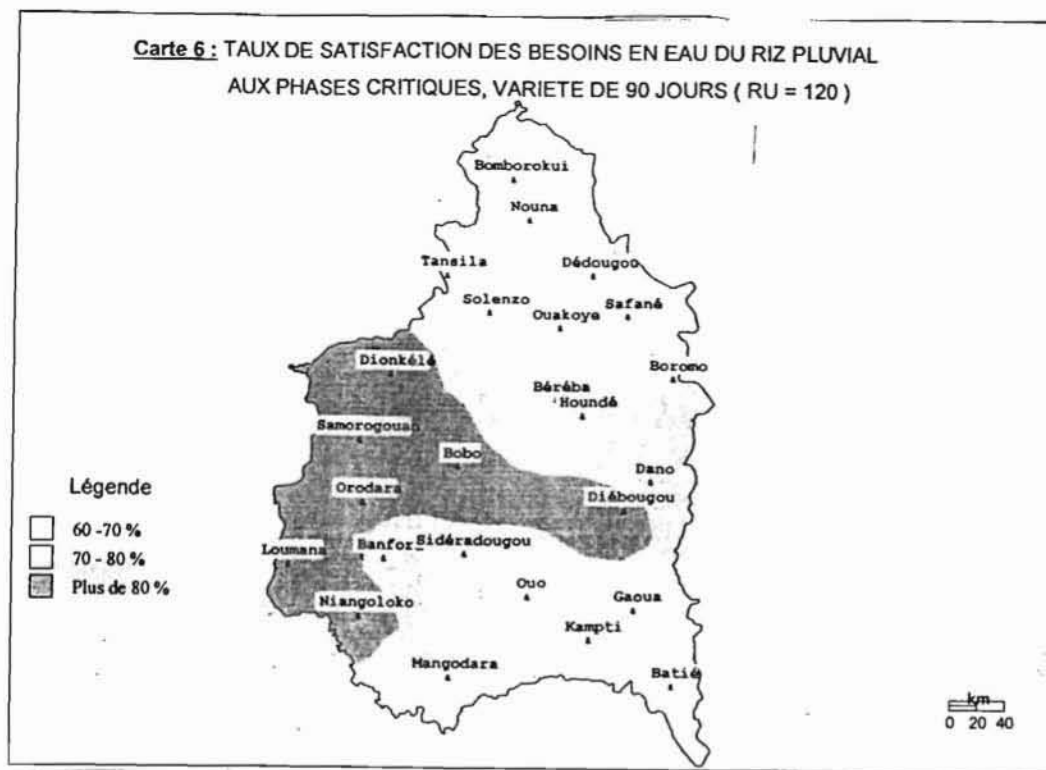 Carte 6 : TAUX DE SATISFACTION DES BESOINS EN EAU DU RIZ PLUVIAL
AUX PHASES CRITIQUES, VARIETE DE 90 JOURS ( RU = 120 )
Bomborokui
Nouna
Tansila
Dédougou
Solenzo
Safané
Ouakoye
Dionkélé
Boromo
Béréba
Houndé
Samorogouan
Bobo
Dano
Orodara
Diébougou
Sidéradougou
Loumana
Ouo
Niangoloko
Gaoua
Kampti
Mangodara
Batié
Légende
60 -70 %
70 - 80 %
Plus de 80 %
km
0 20 40